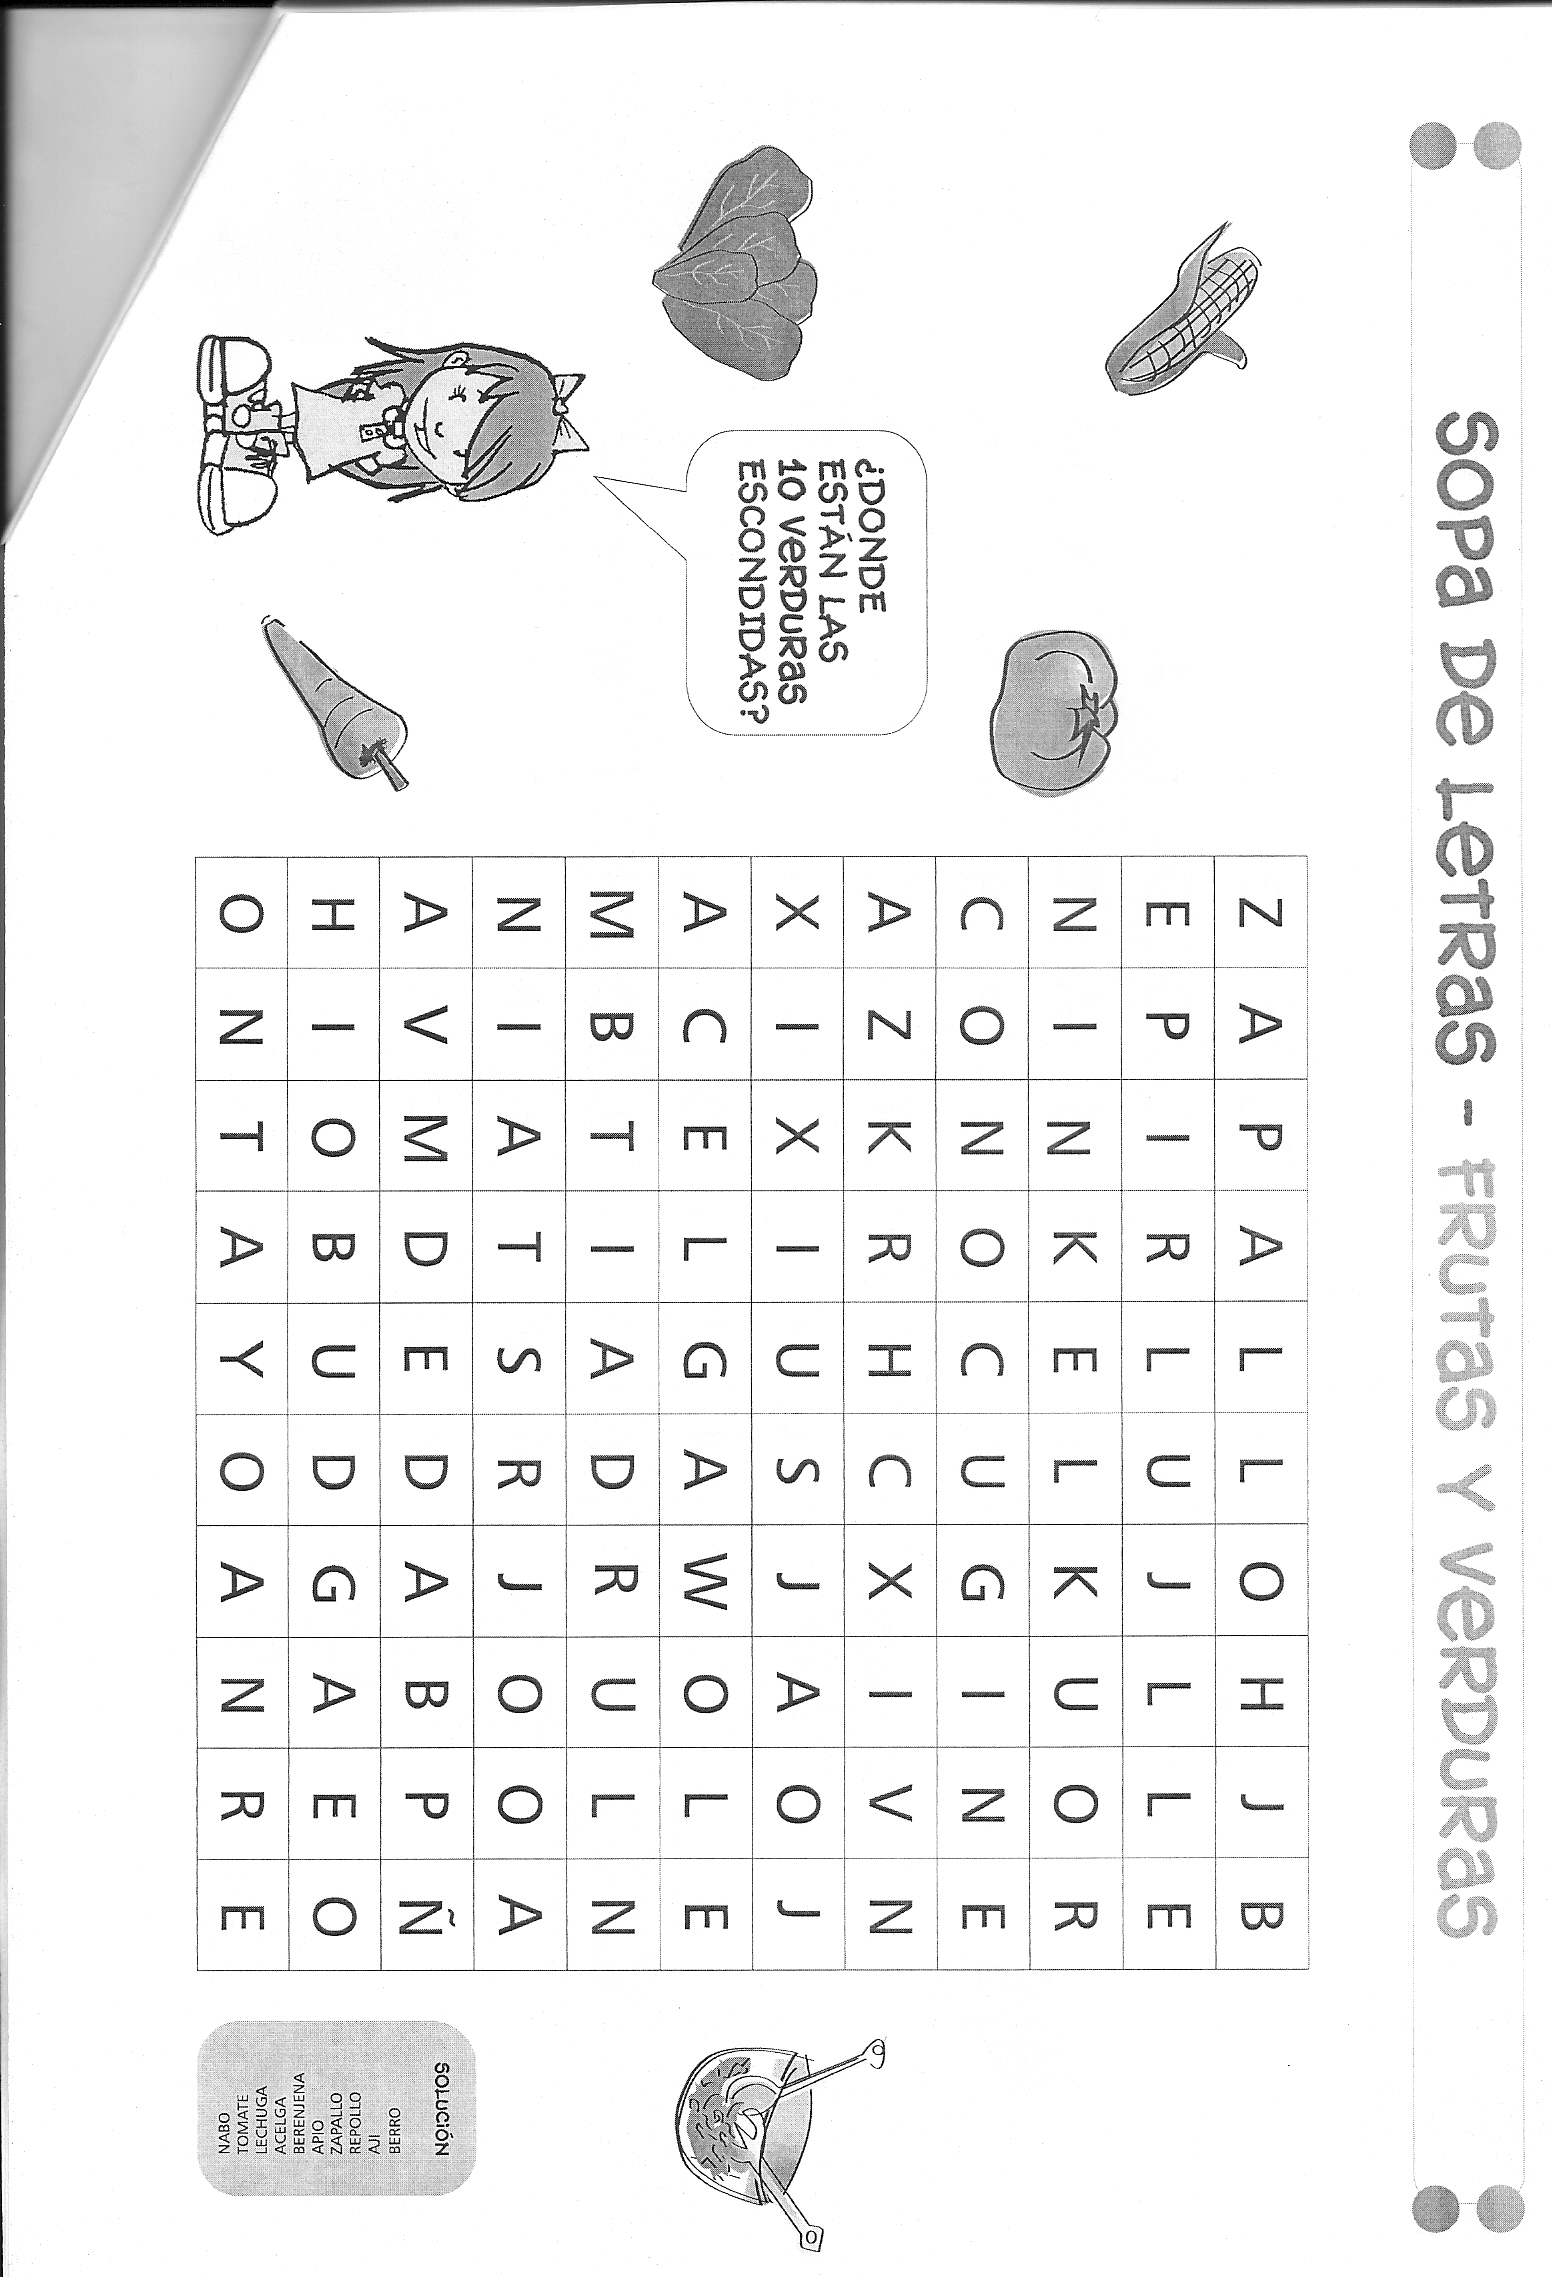 SOPa De LeTRaS - FRuTaS Y VeRDuRaS
¿DONDE
ESTÁN LAS
10 VeRDuRaS
ESCONDIDAS?
Z A P A L L O H J B
E P I R L U J L L E
N I N K E L K U O R
C O N O C U G I N E
A Z K R H C X I V N
X I X I U S J A O J
A C E L G A W O L E
M B T I A D R U L N
N I A T S R J O O A
A V M D E D A B P Ñ
H I O B U D G A E O
O N T A Y O A N R E
SOLUCIÓN
NABO
TOMATE
LECHUGA
ACELGA
BERENJENA
APIO
ZAPALLO
REPOLLO
AJI
BERRO